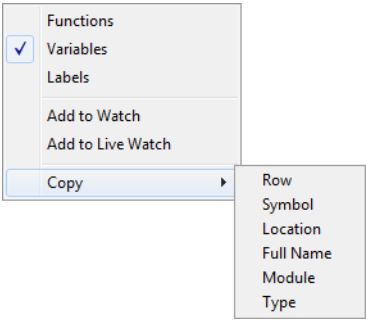 Functions
Variables
Labels
Add to Watch
Add to Live Watch
Copy
Row
Symbol
Location
Full Name
Module
Type